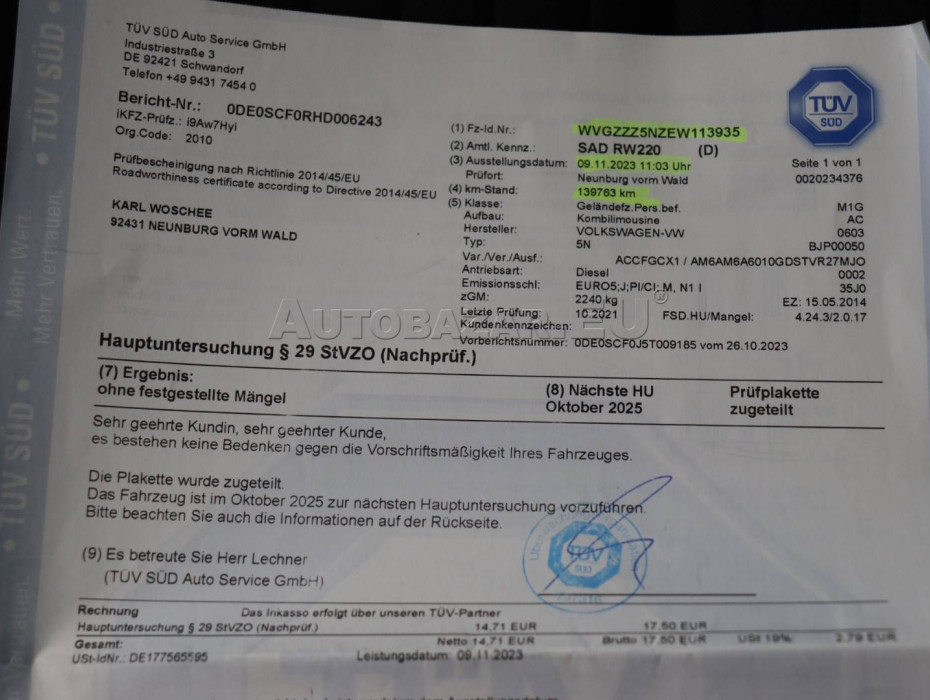 TÜV SÜD Auto Service GmbH
Industriestraße 3
DE 92421 Schwandorf
Telefon +49 9431 7454 0
Bericht-Nr.: 0DE0SCF0RHD006243
iKFZ-Prüfz.: i9Aw7Hyi
Org.Code: 2010
Prüfbescheinigung nach Richtlinie 2014/45/EU
Roadworthiness certificate according to Directive 2014/45/EU
KARL WOSCHEE
92431 NEUNBURG VORM WALD
(1) Fz-Id.Nr.: WVGZZZ5NZEW113935
(2) Amtl. Kennz.: SAD RW220 (D)
(3) Ausstellungsdatum: 09.11.2023 11:03 Uhr
Prüfort: Neunburg vorm Wald
(4) km-Stand: 139763 km
(5) Klasse: Geländefz.Pers.bef. M1G
Aufbau: Kombilimousine AC
Hersteller: VOLKSWAGEN-VW 0603
Typ: 5N BJP00050
Var./Ver./Ausf.: ACCFGCX1 / AM6AM6A6010GDSTVR27MJO
Antriebsart: Diesel 0002
Emissionsschl: EURO5;J;PI/CI; M, N1 I 35J0
zGM: 2240 kg EZ: 15.05.2014
Letzte Prüfung: 10.2021 FSD.HU/Mangel: 4.24.3/2.0.17
Kundenkennzeichen:
Vorberichtsnummer: 0DE0SCF0J5T009185 vom 26.10.2023
TÜV
SÜD
Seite 1 von 1
0020234376
AUTOBAZAR.EU®
Hauptuntersuchung § 29 StVZO (Nachprüf.)
(7) Ergebnis:
ohne festgestellte Mängel
(8) Nächste HU
Oktober 2025
Prüfplakette
zugeteilt
Sehr geehrte Kundin, sehr geehrter Kunde,
es bestehen keine Bedenken gegen die Vorschriftsmäßigkeit Ihres Fahrzeuges.
Die Plakette wurde zugeteilt.
Das Fahrzeug ist im Oktober 2025 zur nächsten Hauptuntersuchung vorzuführen.
Bitte beachten Sie auch die Informationen auf der Rückseite.
(9) Es betreute Sie Herr Lechner
(TÜV SÜD Auto Service GmbH)
TÜV
SÜD
Rechnung Das Inkasso erfolgt über unseren TÜV-Partner
Hauptuntersuchung § 29 StVZO (Nachprüf.) 14,71 EUR 17,50 EUR
Gesamt: Netto 14,71 EUR Brutto 17,50 EUR USt 19% 2,79 EUR
USt-IdNr.: DE177565595 Leistungsdatum: 09.11.2023
TÜV SÜD
Mehr Wert.
Mehr Vertrauen.
TÜV SÜD